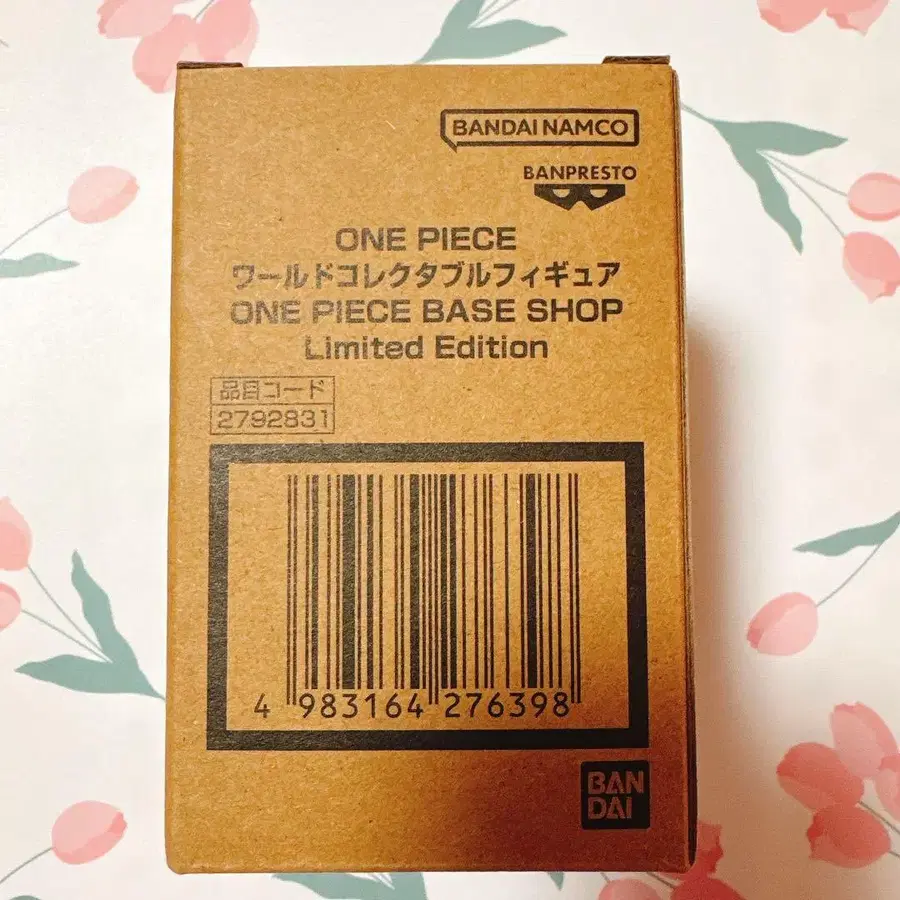 BANDAI NAMCO
BANPRESTO
ONE PIECE
ワールドコレクタブルフィギュア
ONE PIECE BASE SHOP
Limited Edition
品目コード
2792831
4 983164 276398
BAN
DAI